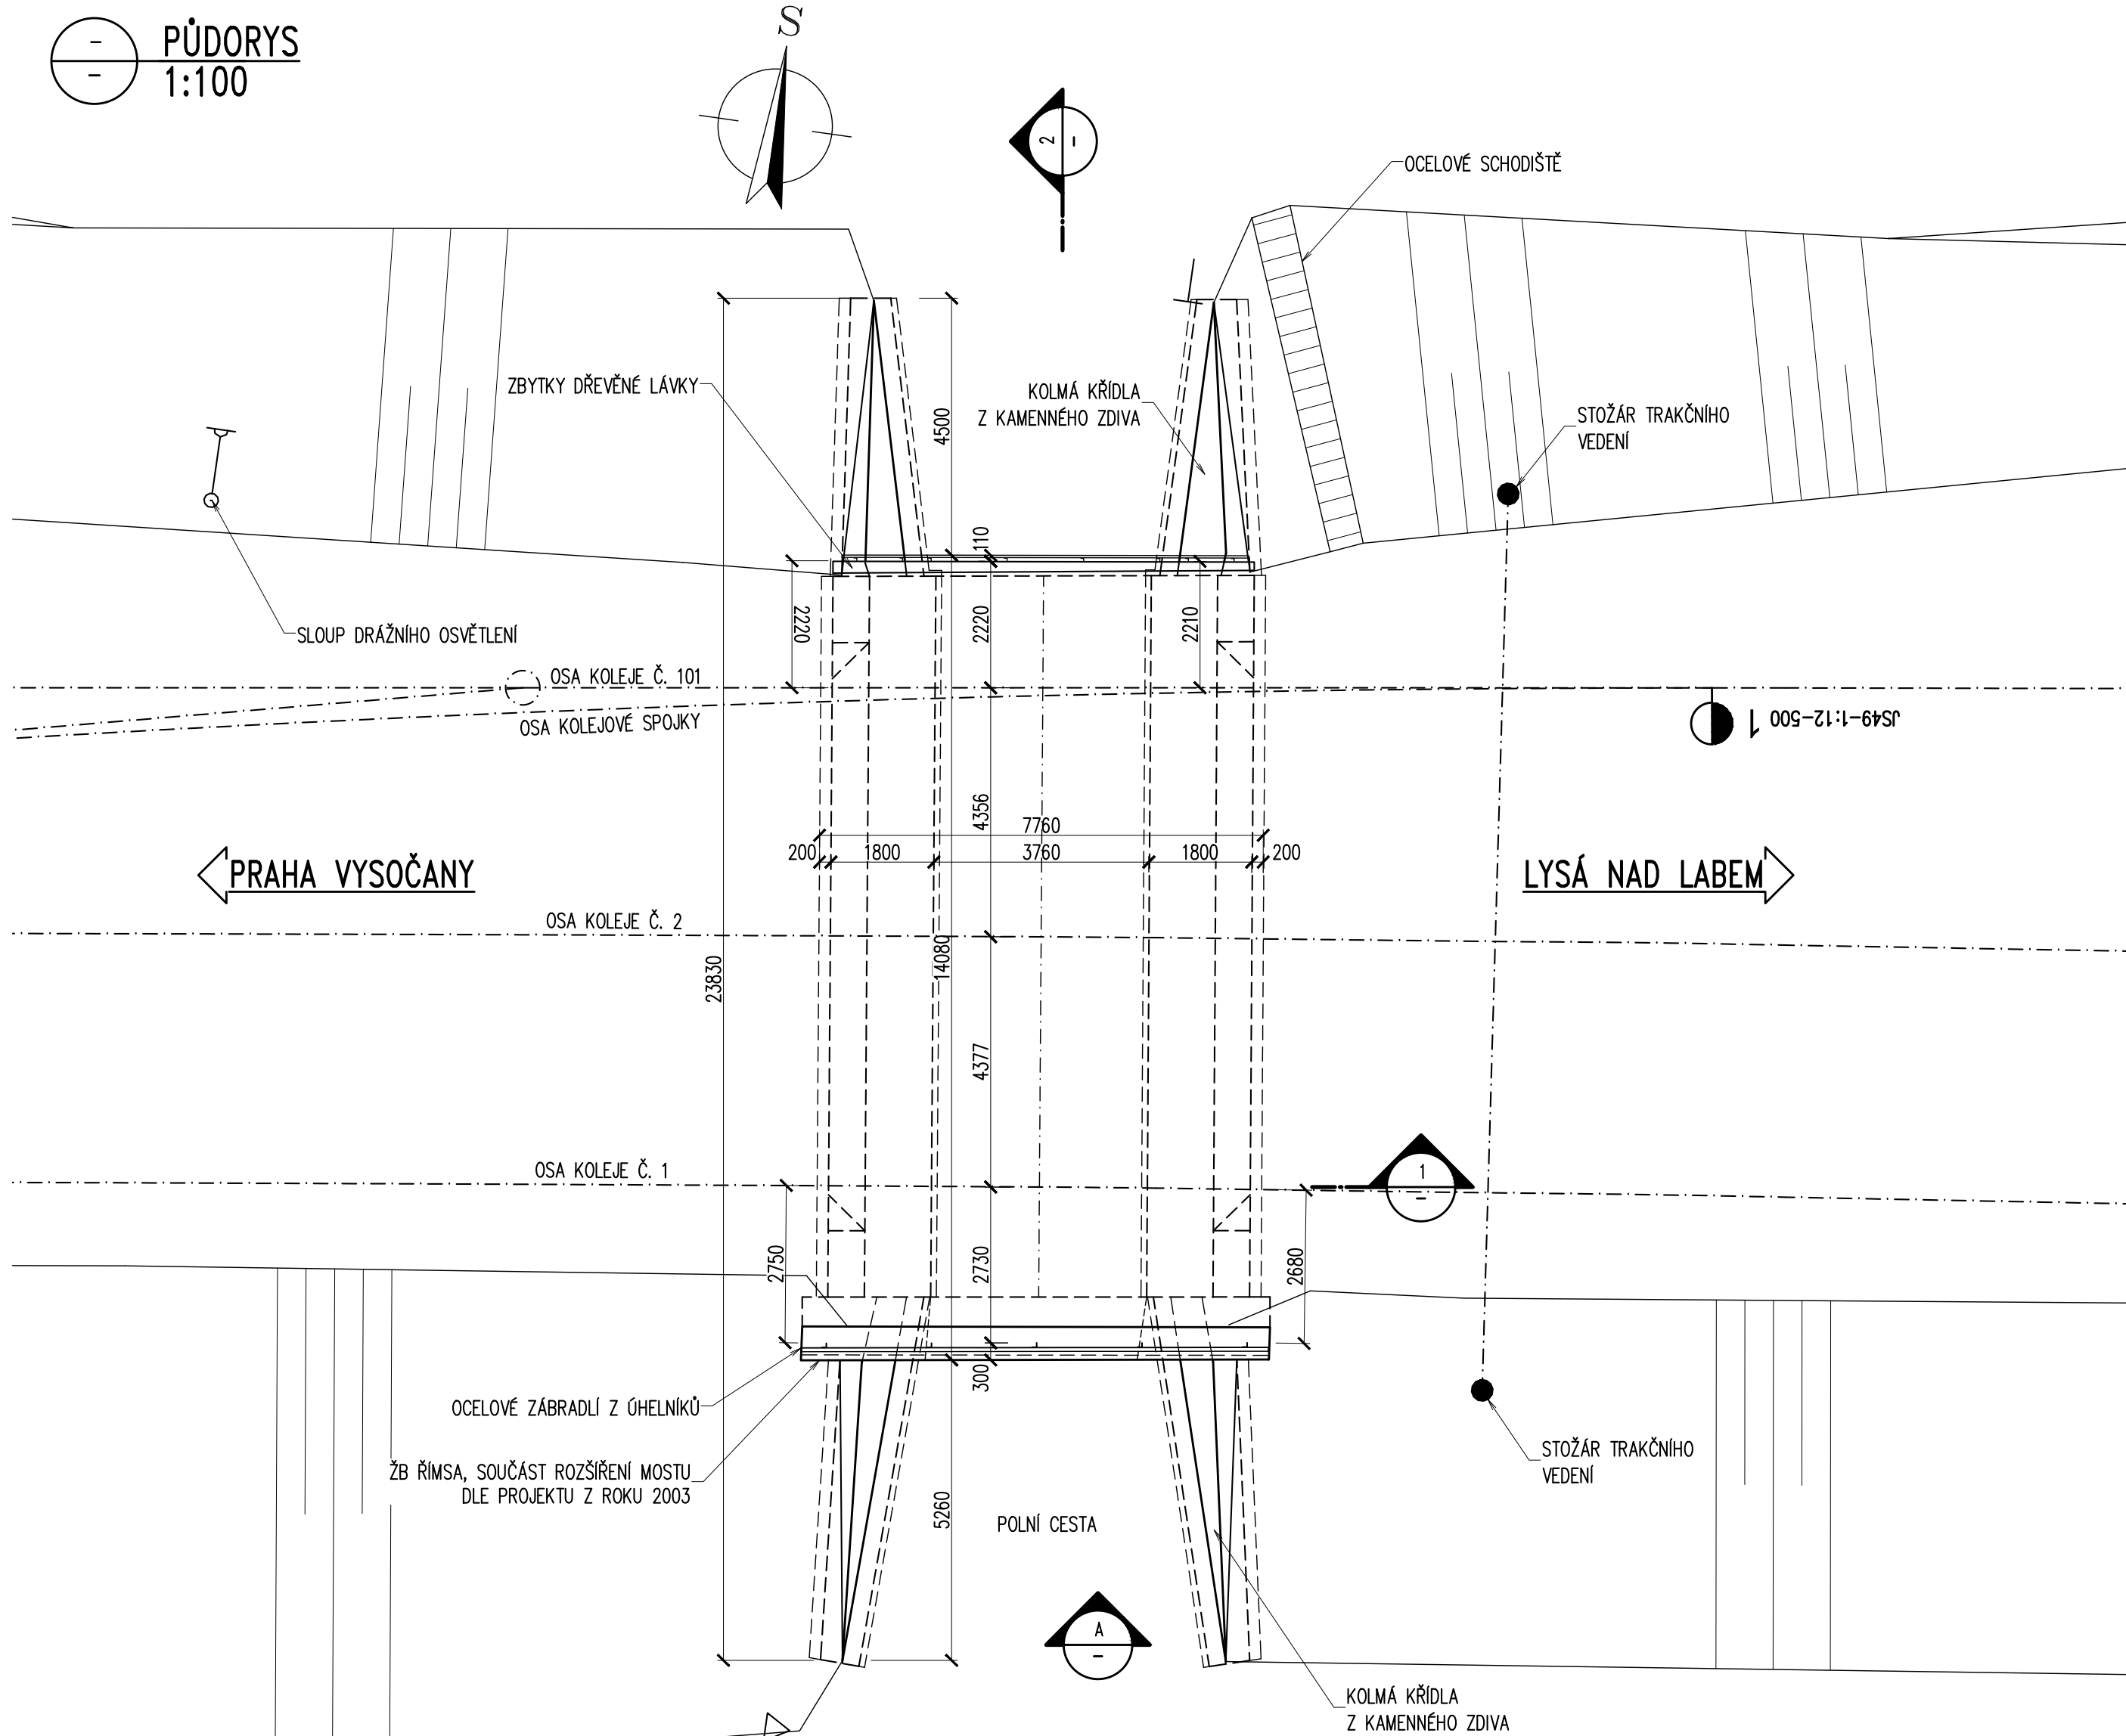 PŮDORYS
1:100
S
2
-
OCELOVÉ SCHODIŠTĚ
ZBYTKY DŘEVĚNÉ LÁVKY
KOLMÁ KŘÍDLA
Z KAMENNÉHO ZDIVA
STOŽÁR TRAKČNÍHO
VEDENÍ
4500
110
SLOUP DRÁŽNÍHO OSVĚTLENÍ
2220
2220
2210
OSA KOLEJE Č. 101
OSA KOLEJOVÉ SPOJKY
1 JS49-1:12-500
4356
7760
200
1800
3760
1800
200
PRAHA VYSOČANY
LYSÁ NAD LABEM
OSA KOLEJE Č. 2
23830
14080
4377
OSA KOLEJE Č. 1
1
-
2750
2730
2680
300
OCELOVÉ ZÁBRADLÍ Z ÚHELNÍKŮ
ŽB ŘÍMSA, SOUČÁST ROZŠÍŘENÍ MOSTU
DLE PROJEKTU Z ROKU 2003
STOŽÁR TRAKČNÍHO
VEDENÍ
5260
POLNÍ CESTA
A
-
KOLMÁ KŘÍDLA
Z KAMENNÉHO ZDIVA